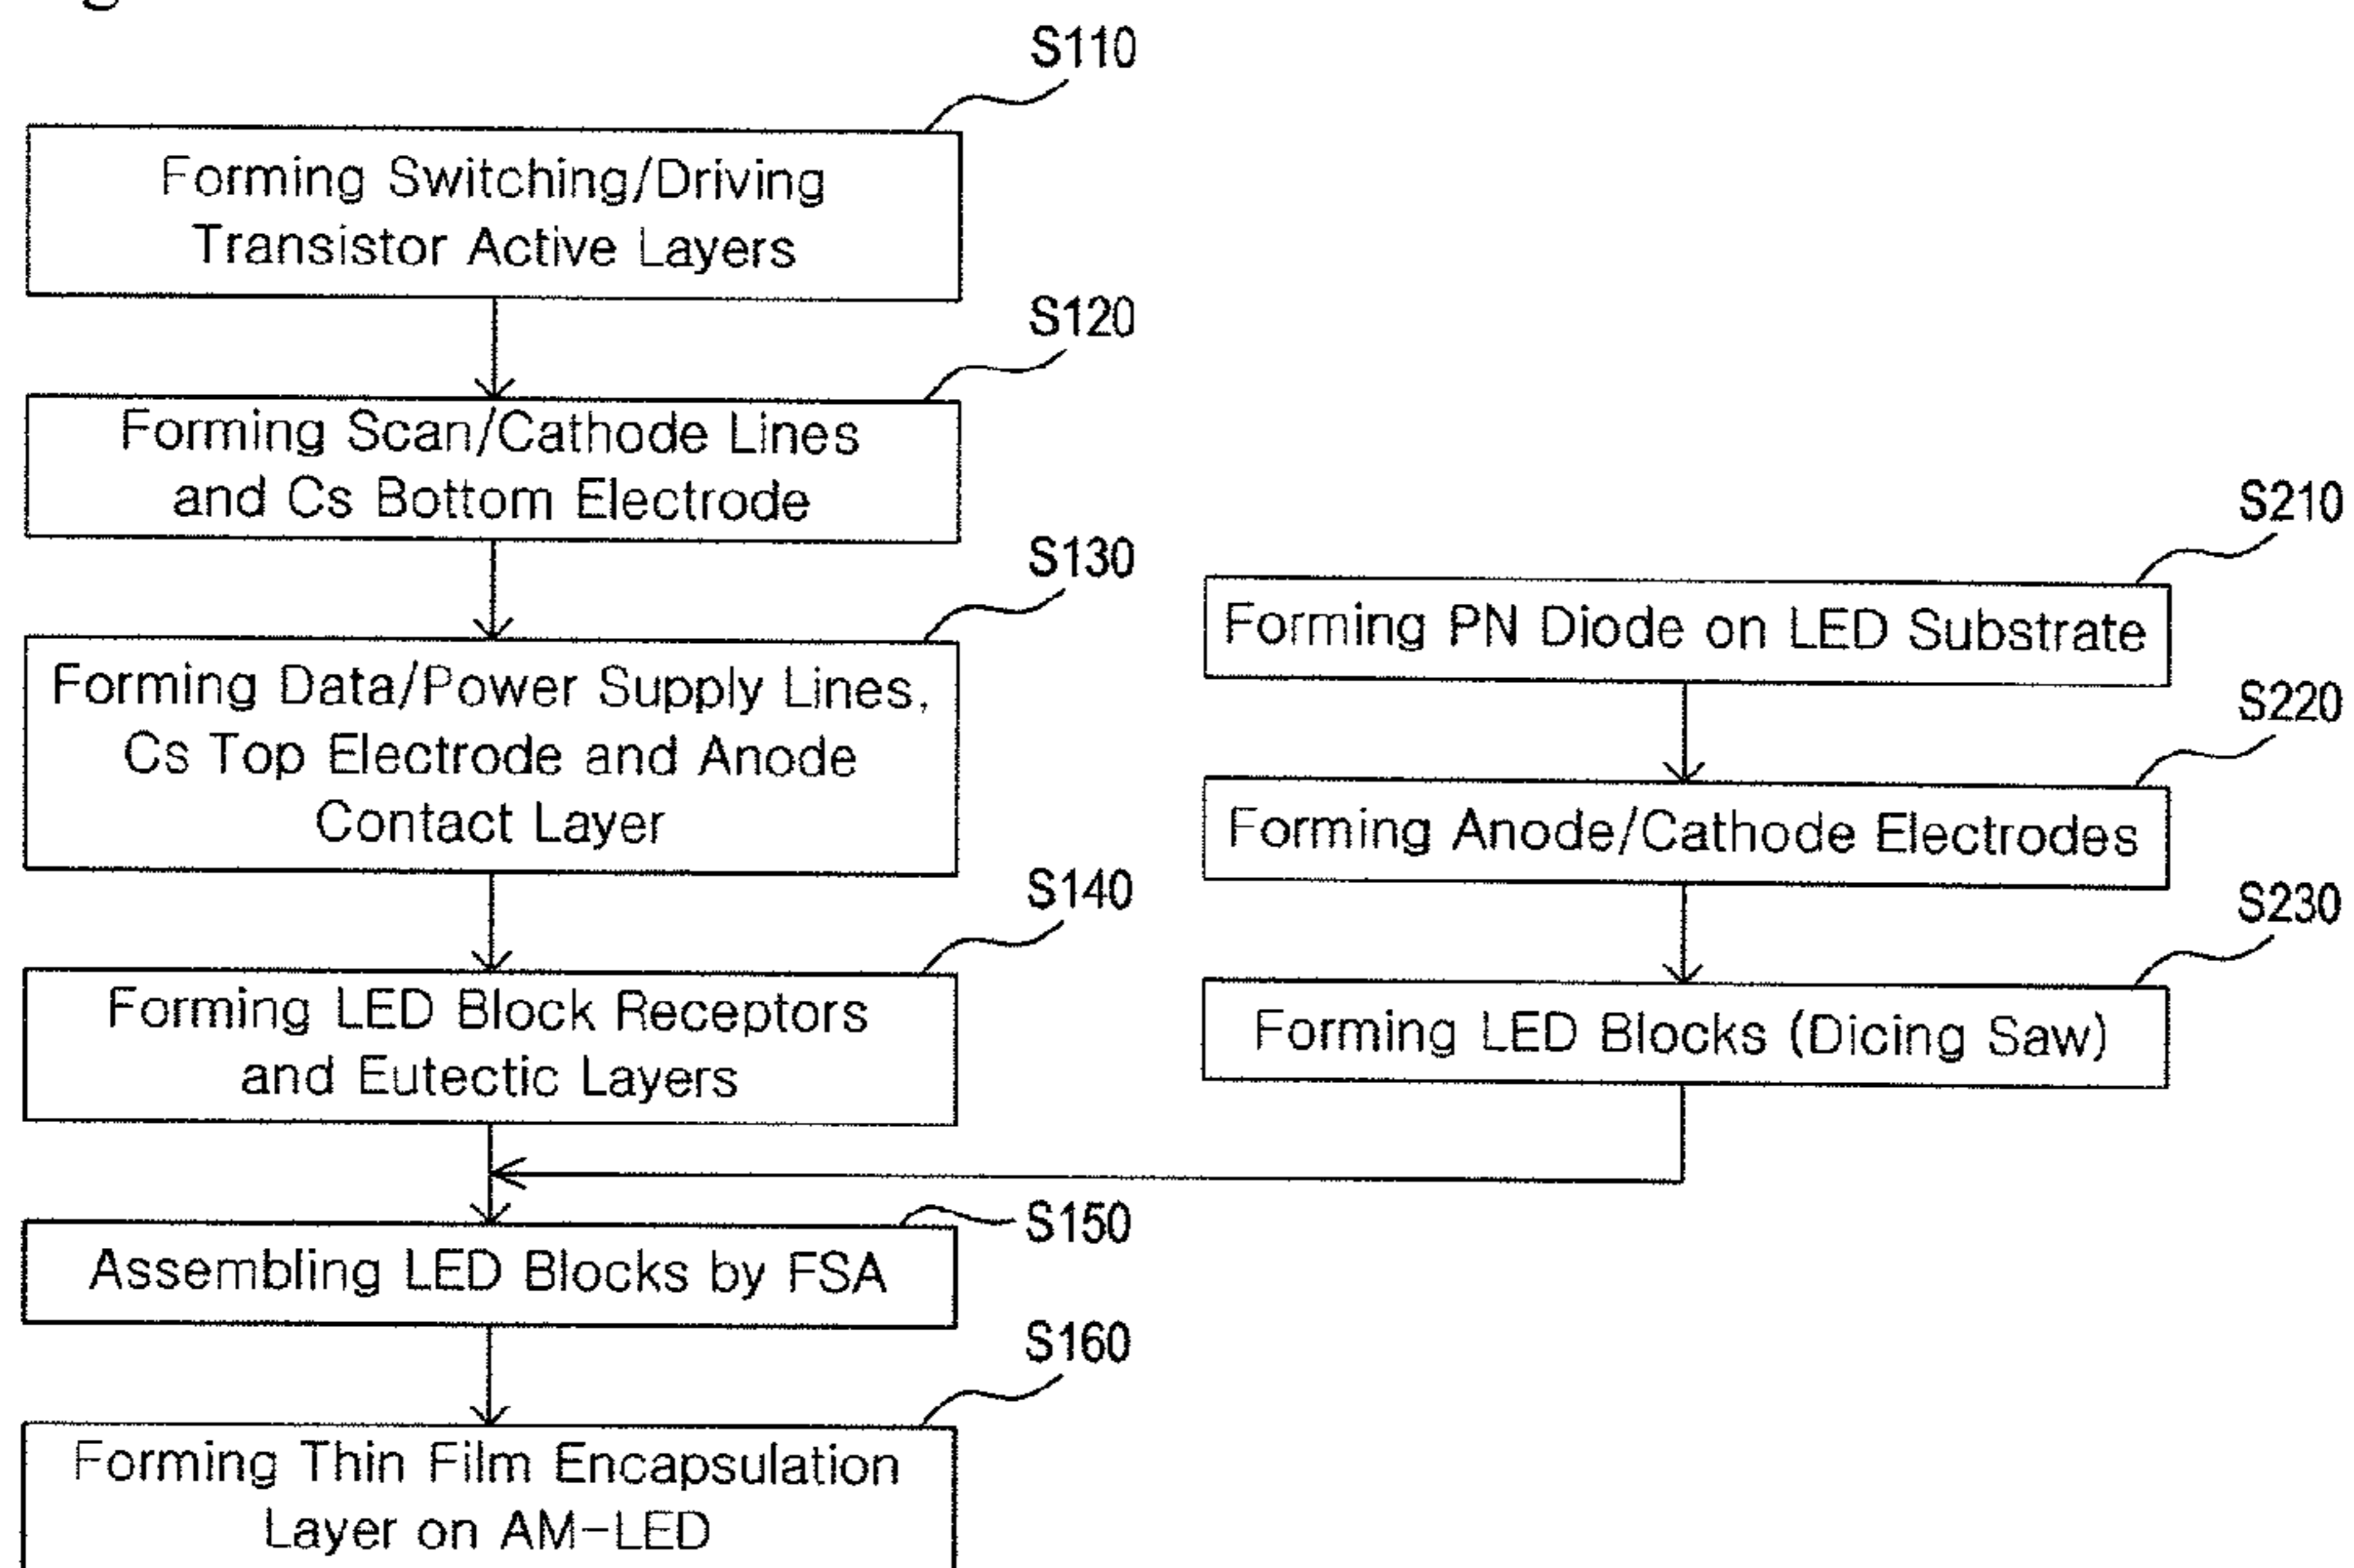 S110
Forming Switching/Driving
Transistor Active Layers
S120
Forming Scan/Cathode Lines
and Cs Bottom Electrode
S130
Forming Data/Power Supply Lines,
Cs Top Electrode and Anode
Contact Layer
S140
Forming LED Block Receptors
and Eutectic Layers
S210
Forming PN Diode on LED Substrate
S220
Forming Anode/Cathode Electrodes
S230
Forming LED Blocks (Dicing Saw)
S150
Assembling LED Blocks by FSA
S160
Forming Thin Film Encapsulation
Layer on AM-LED